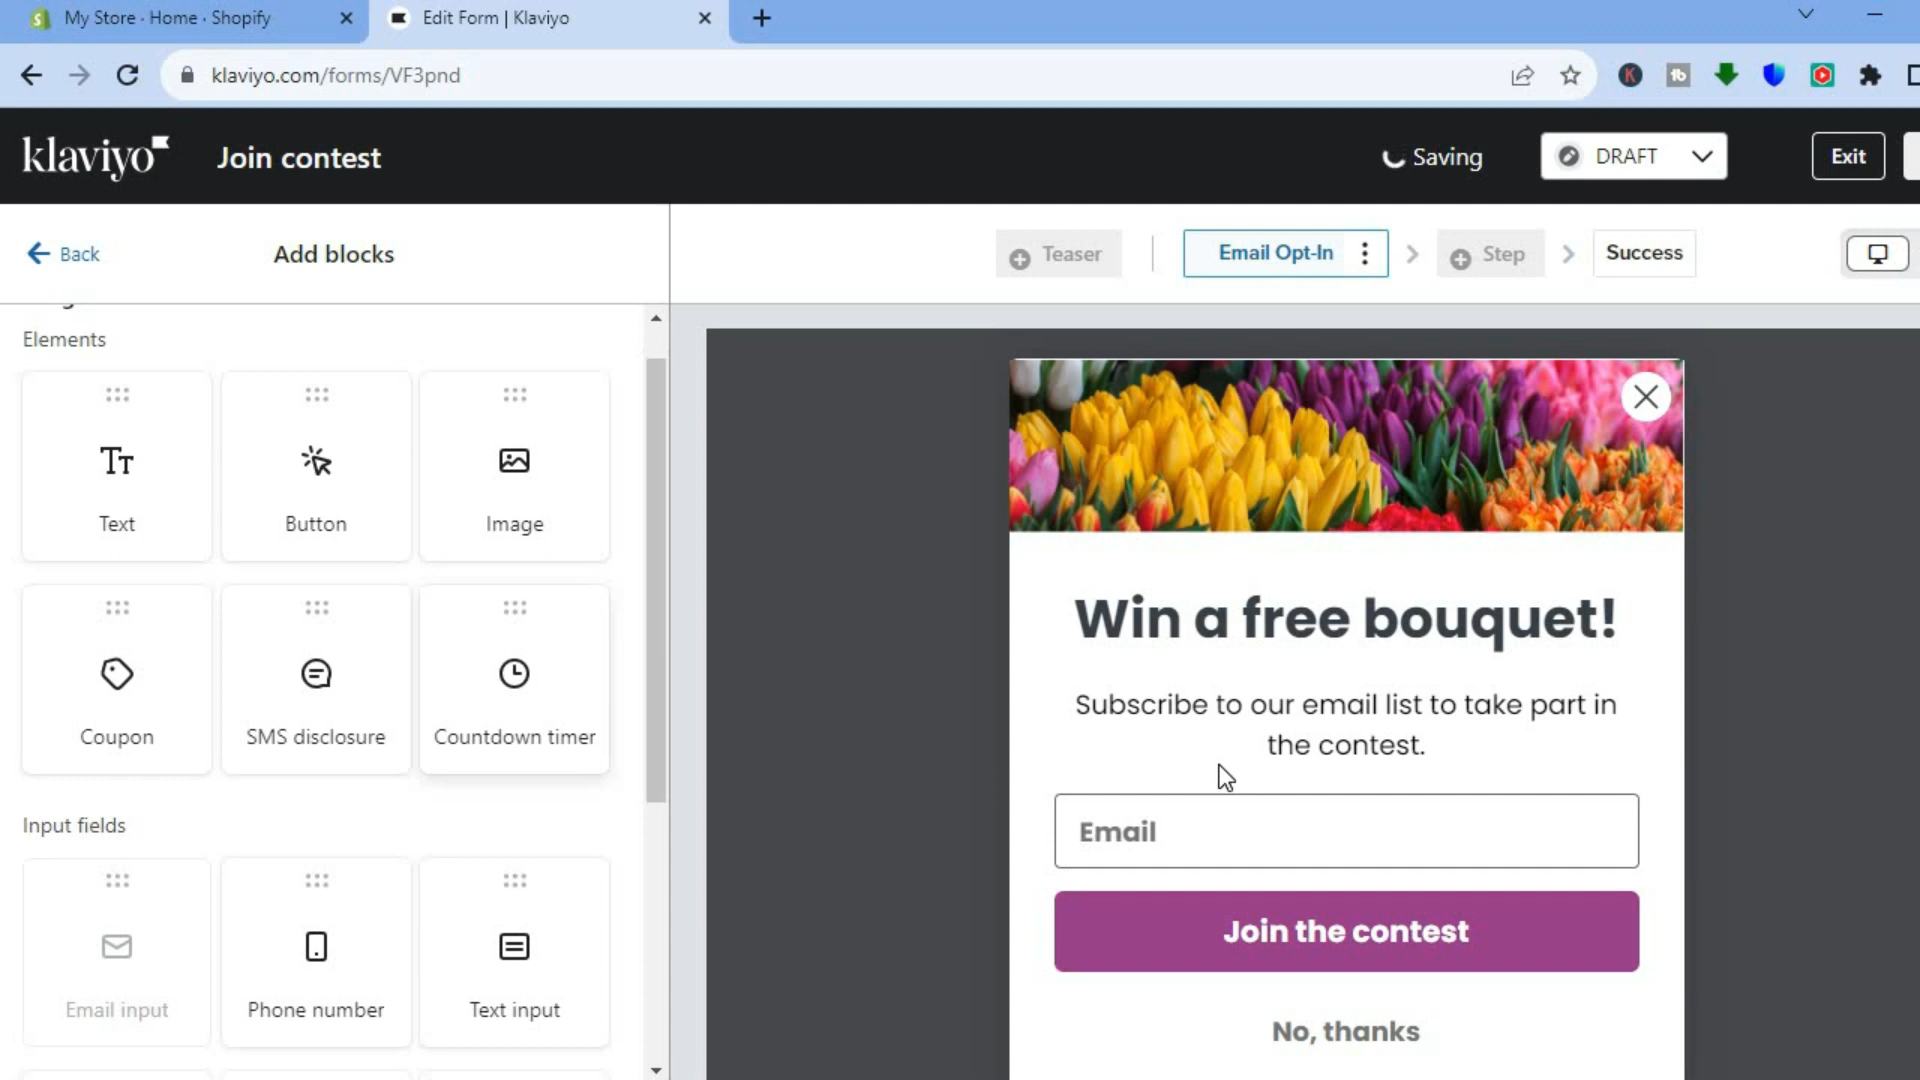 My Store · Home · Shopify
Edit Form | Klaviyo
klaviyo.com/forms/VF3pnd
klaviyo
Join contest
Saving
DRAFT
Exit
Back
Add blocks
Teaser
Email Opt-In
Step
Success
Elements
Text
Button
Image
Coupon
SMS disclosure
Countdown timer
Input fields
Email input
Phone number
Text input
Win a free bouquet!
Subscribe to our email list to take part in
the contest.
Email
Join the contest
No, thanks